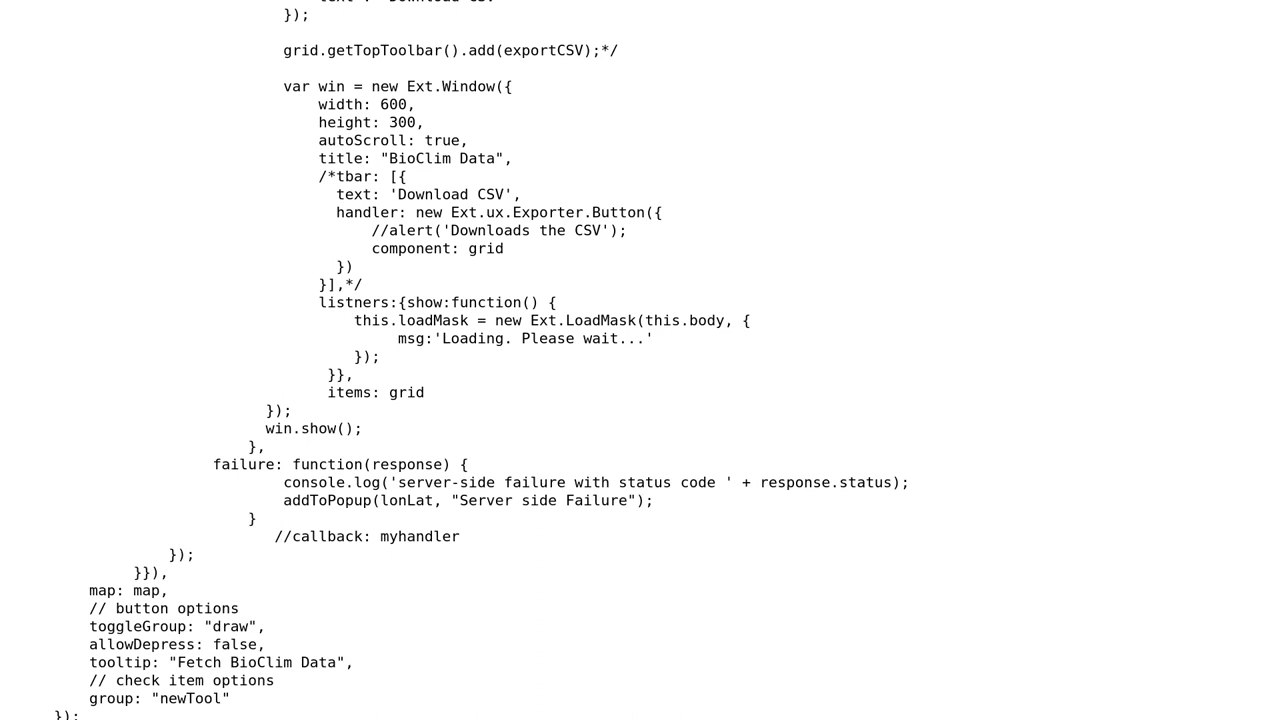 });
grid.getTopToolbar().add(exportCSV);*/
var win = new Ext.Window({
width: 600,
height: 300,
autoScroll: true,
title: "BioClim Data",
/*tbar: [{
text: 'Download CSV',
handler: new Ext.ux.Exporter.Button({
//alert('Downloads the CSV');
component: grid
})
}],*/
listners:{show:function() {
this.loadMask = new Ext.LoadMask(this.body, {
msg:'Loading. Please wait...'
});
}},
items: grid
});
win.show();
},
failure: function(response) {
console.log('server-side failure with status code ' + response.status);
addToPopup(lonLat, "Server side Failure");
}
//callback: myhandler
});
}}),
map: map,
// button options
toggleGroup: "draw",
allowDepress: false,
tooltip: "Fetch BioClim Data",
// check item options
group: "newTool"
});